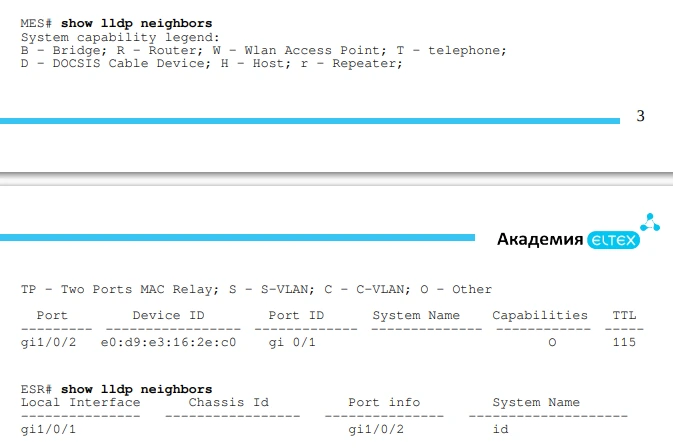 MES# show lldp neighbors
System capability legend:
B - Bridge; R - Router; W - Wlan Access Point; T - telephone;
D - DOCSIS Cable Device; H - Host; r - Repeater;
3
Академия ELTEX
TP - Two Ports MAC Relay; S - S-VLAN; C - C-VLAN; O - Other
Port Device ID Port ID System Name Capabilities TTL
--------- ----------------- ------------- -------------- ------------ -----
gi1/0/2 e0:d9:e3:16:2e:c0 gi 0/1 O 115
ESR# show lldp neighbors
Local Interface Chassis Id Port info System Name
--------------- ----------------- --------------- --------------------
gi1/0/1 gi1/0/2 id